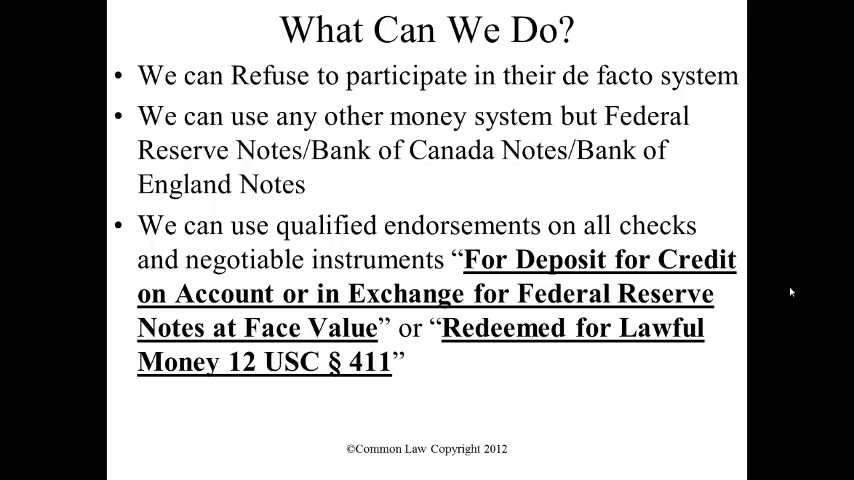 What Can We Do?
• We can Refuse to participate in their de facto system
• We can use any other money system but Federal
Reserve Notes/Bank of Canada Notes/Bank of
England Notes
• We can use qualified endorsements on all checks
and negotiable instruments “For Deposit for Credit
on Account or in Exchange for Federal Reserve
Notes at Face Value” or “Redeemed for Lawful
Money 12 USC § 411”
©Common Law Copyright 2012